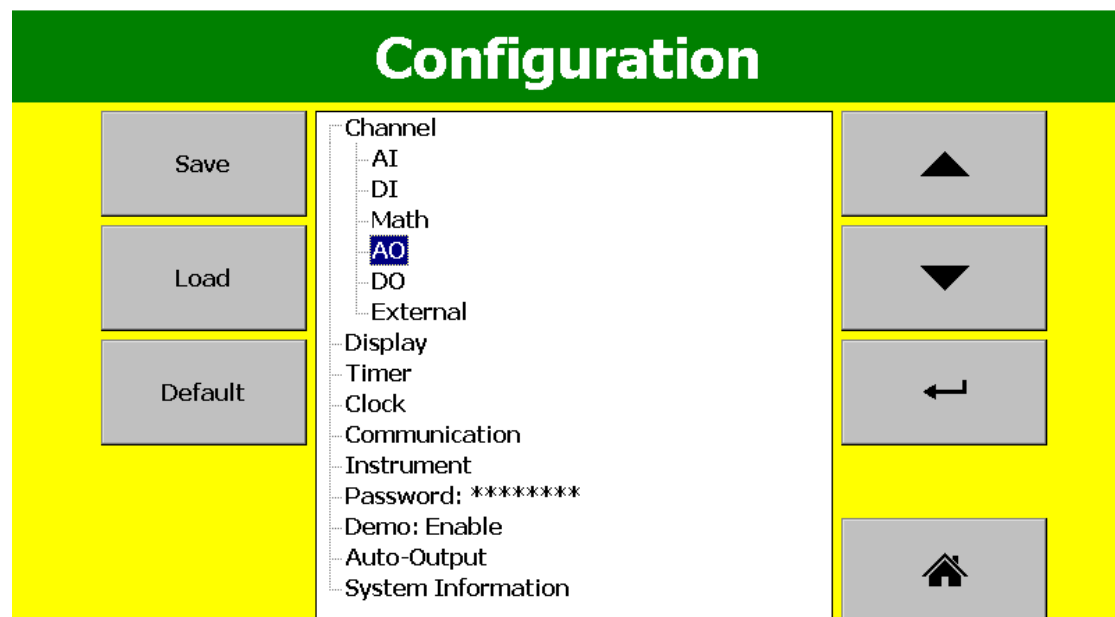 Configuration
Save
Load
Default
Channel
AI
DI
Math
AO
DO
External
Display
Timer
Clock
Communication
Instrument
Password: ********
Demo: Enable
Auto-Output
System Information